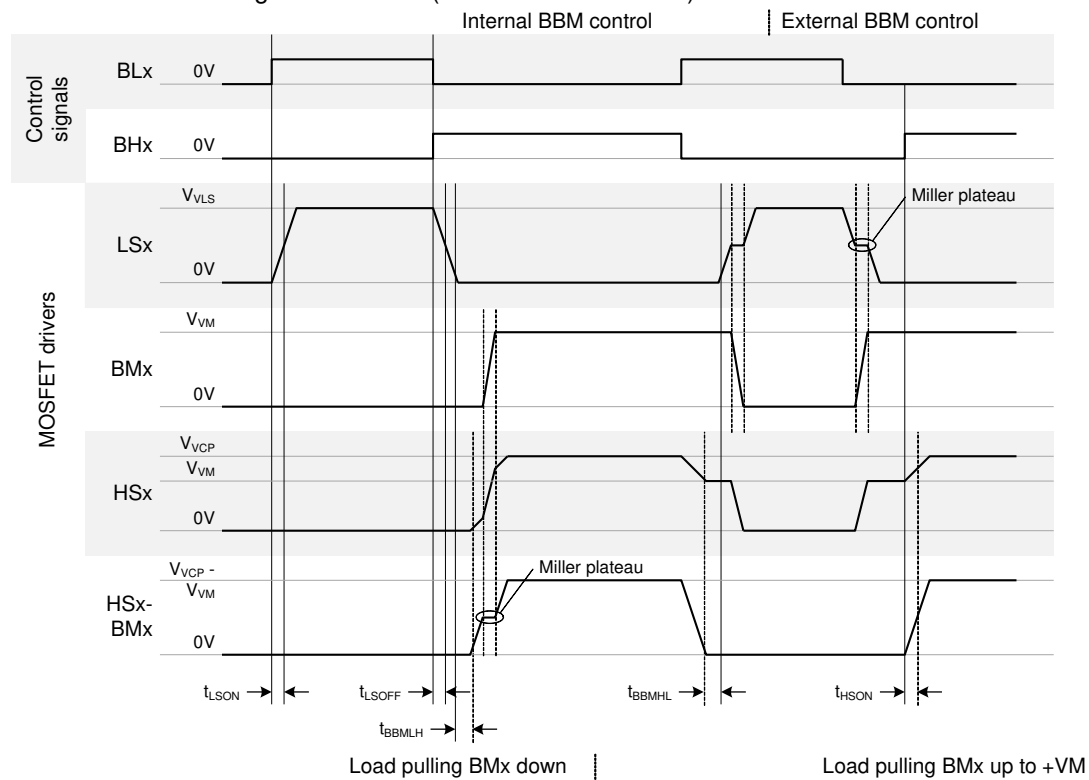 Internal BBM control
External BBM control
Control
signals
BLx
0V
BHx
0V
MOSFET drivers
VVLS
Miller plateau
LSx
0V
VVM
BMx
0V
VVCP
VVM
HSx
0V
VVCP -
VVM
Miller plateau
HSx-
BMx
0V
tLSON
tLSOFF
tBBMHL
tHSON
tBBMLH
Load pulling BMx down
Load pulling BMx up to +VM